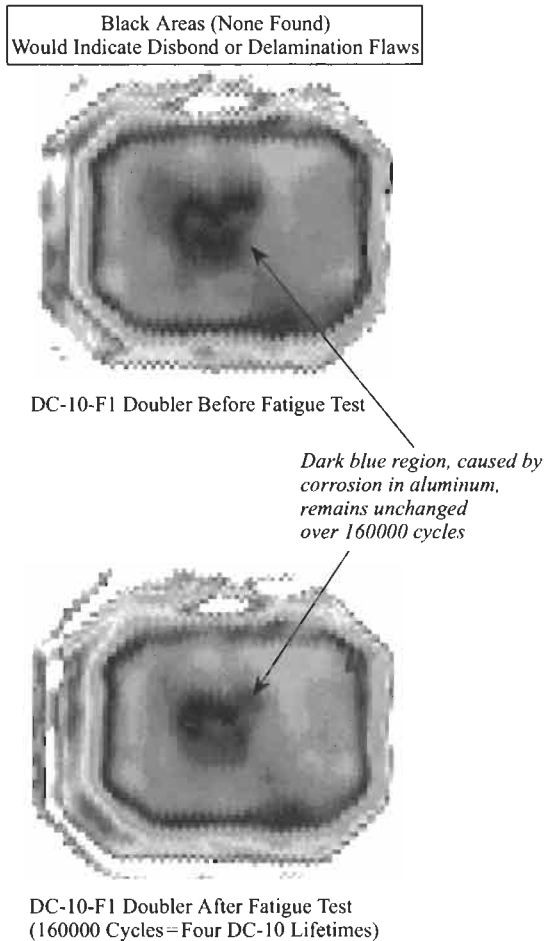 Black Areas (None Found)
Would Indicate Disbond or Delamination Flaws
DC-10-F1 Doubler Before Fatigue Test
Dark blue region, caused by
corrosion in aluminum,
remains unchanged
over 160000 cycles
DC-10-F1 Doubler After Fatigue Test
(160000 Cycles=Four DC-10 Lifetimes)